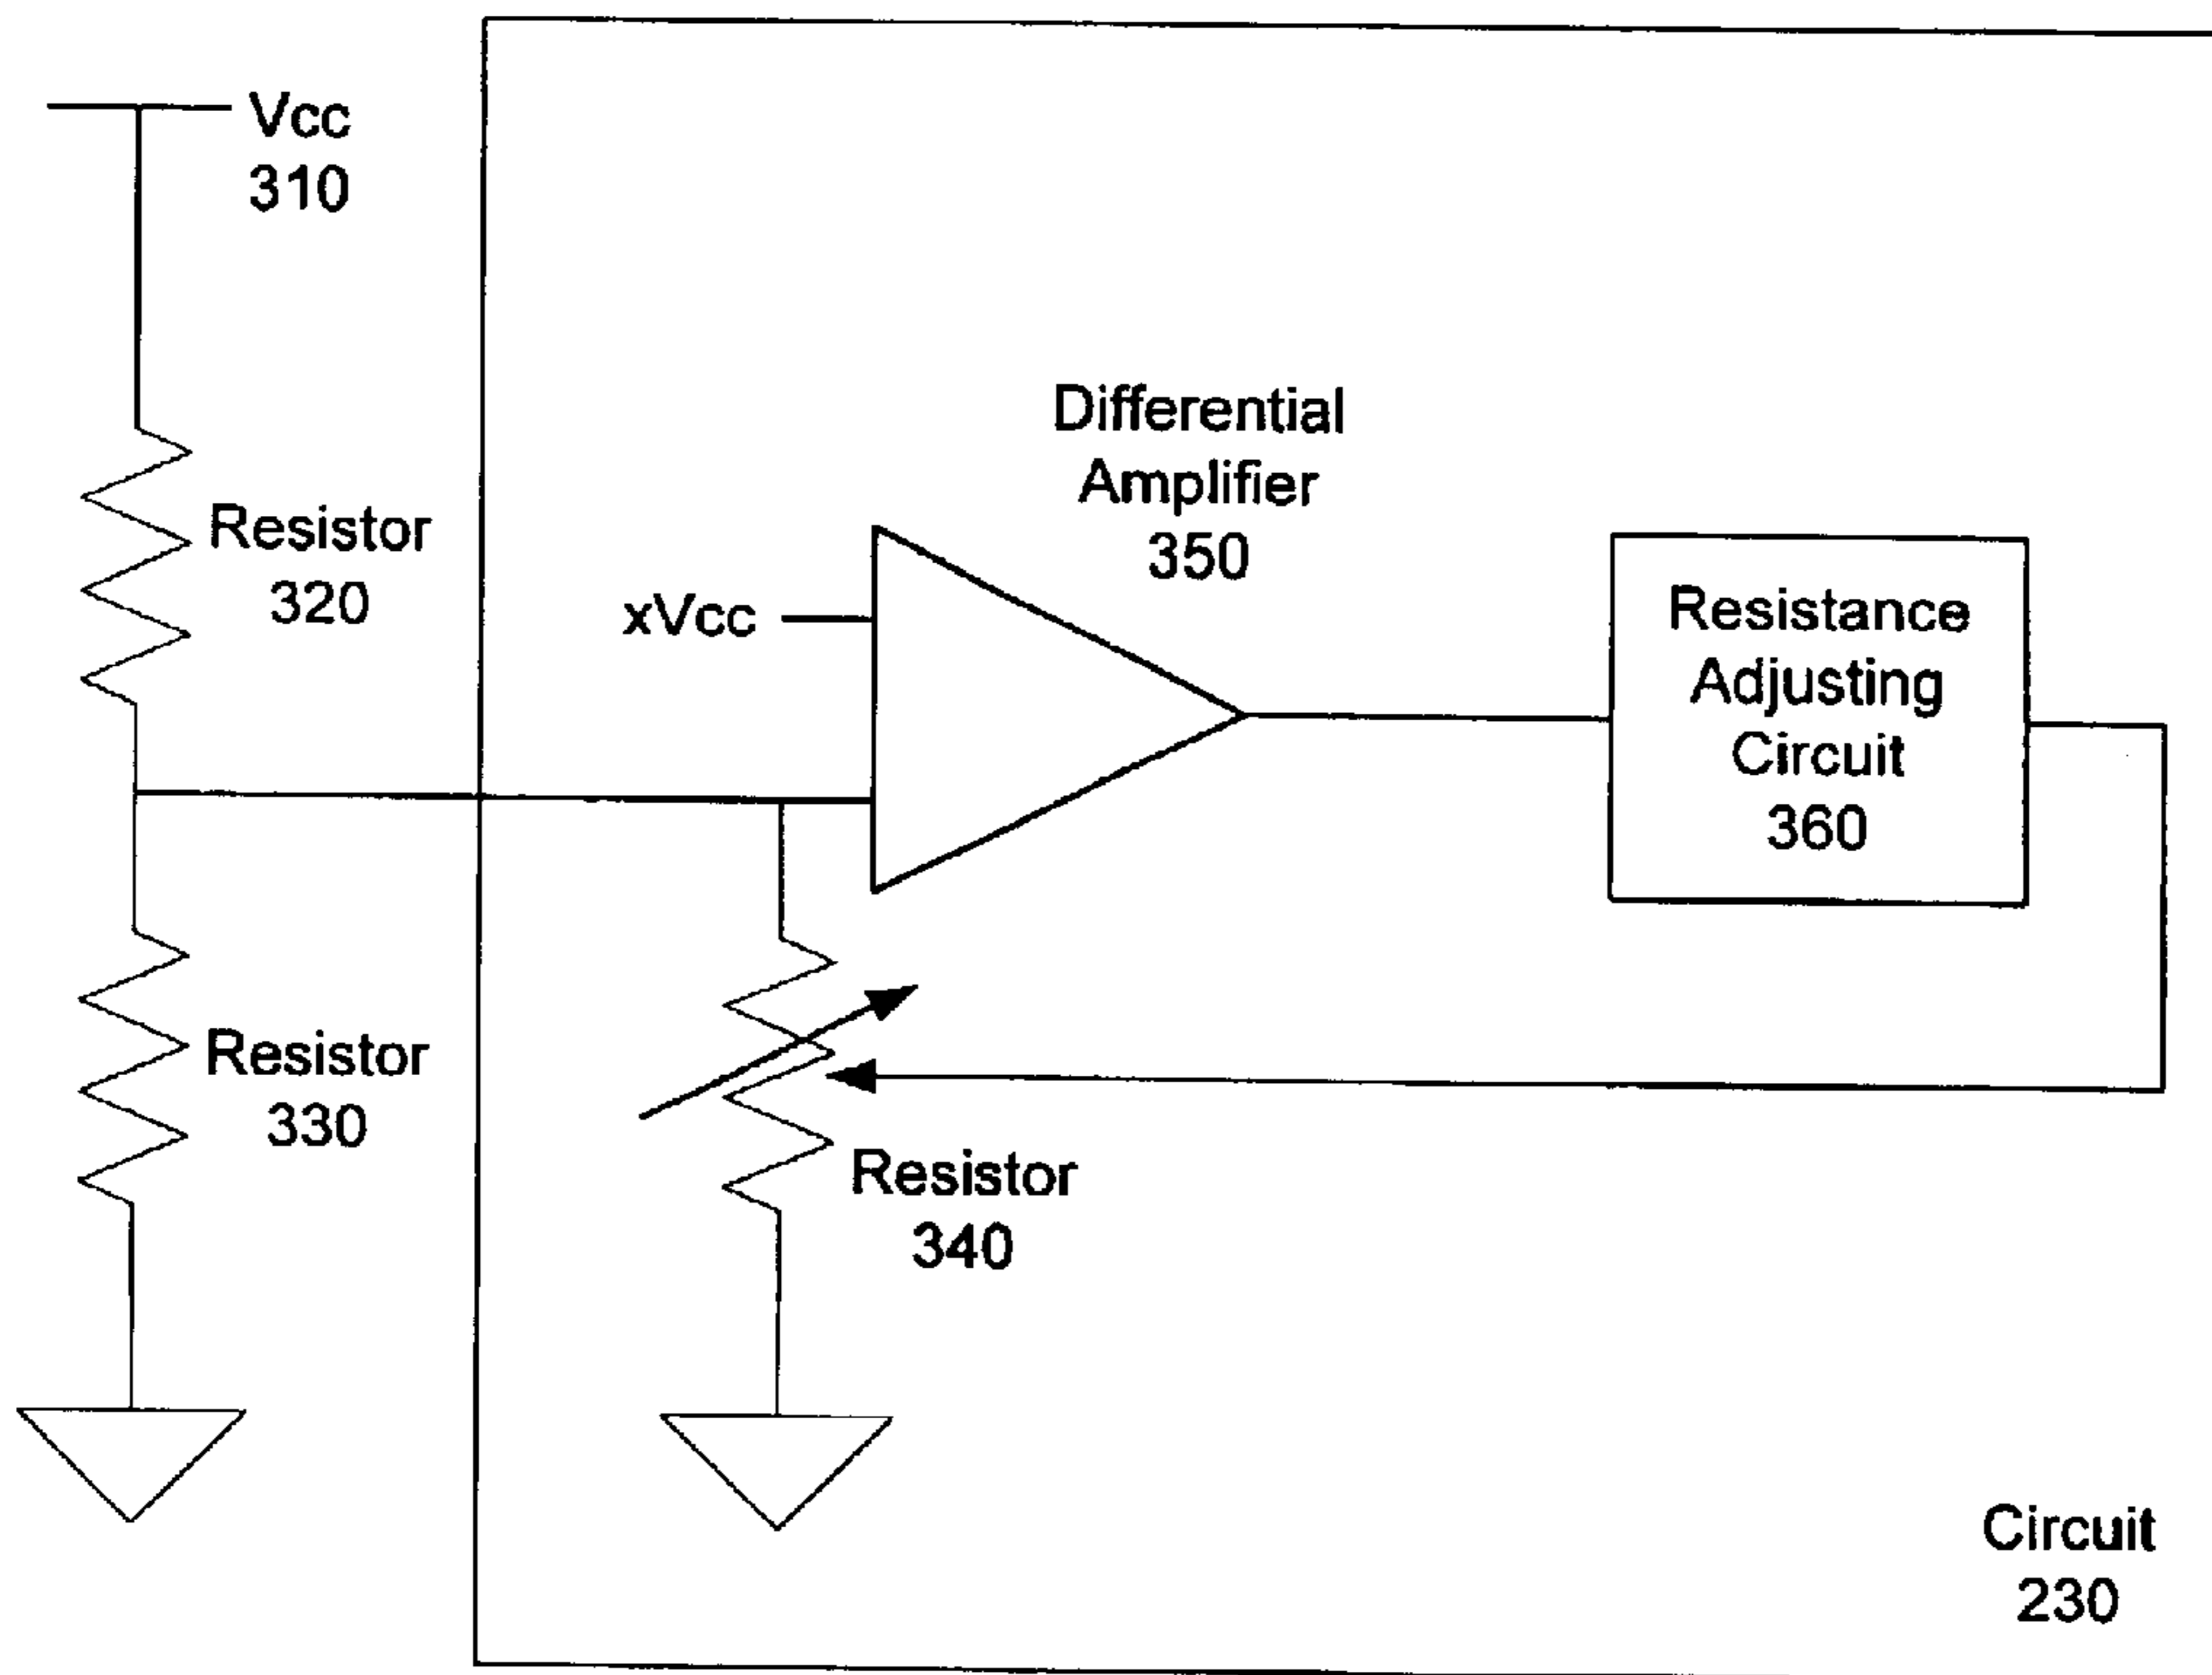 Vcc
310
Resistor
320
Differential
Amplifier
350
xVcc
Resistance
Adjusting
Circuit
360
Resistor
330
Resistor
340
Circuit
230